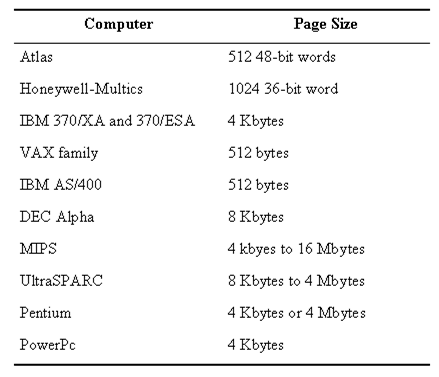 Computer Page Size
Atlas 512 48-bit words
Honeywell-Multics 1024 36-bit word
IBM 370/XA and 370/ESA 4 Kbytes
VAX family 512 bytes
IBM AS/400 512 bytes
DEC Alpha 8 Kbytes
MIPS 4 kbyes to 16 Mbytes
UltraSPARC 8 Kbytes to 4 Mbytes
Pentium 4 Kbytes or 4 Mbytes
PowerPc 4 Kbytes